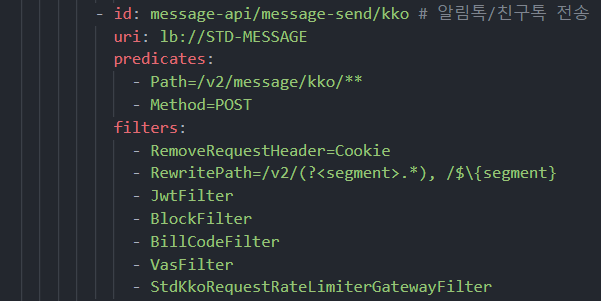 - id: message-api/message-send/kko # 알림톡/친구톡 전송
uri: lb://STD-MESSAGE
predicates:
- Path=/v2/message/kko/**
- Method=POST
filters:
- RemoveRequestHeader=Cookie
- RewritePath=/v2/(?<segment>.*), /$\{segment}
- JwtFilter
- BlockFilter
- BillCodeFilter
- VasFilter
- StdKkoRequestRateLimiterGatewayFilter